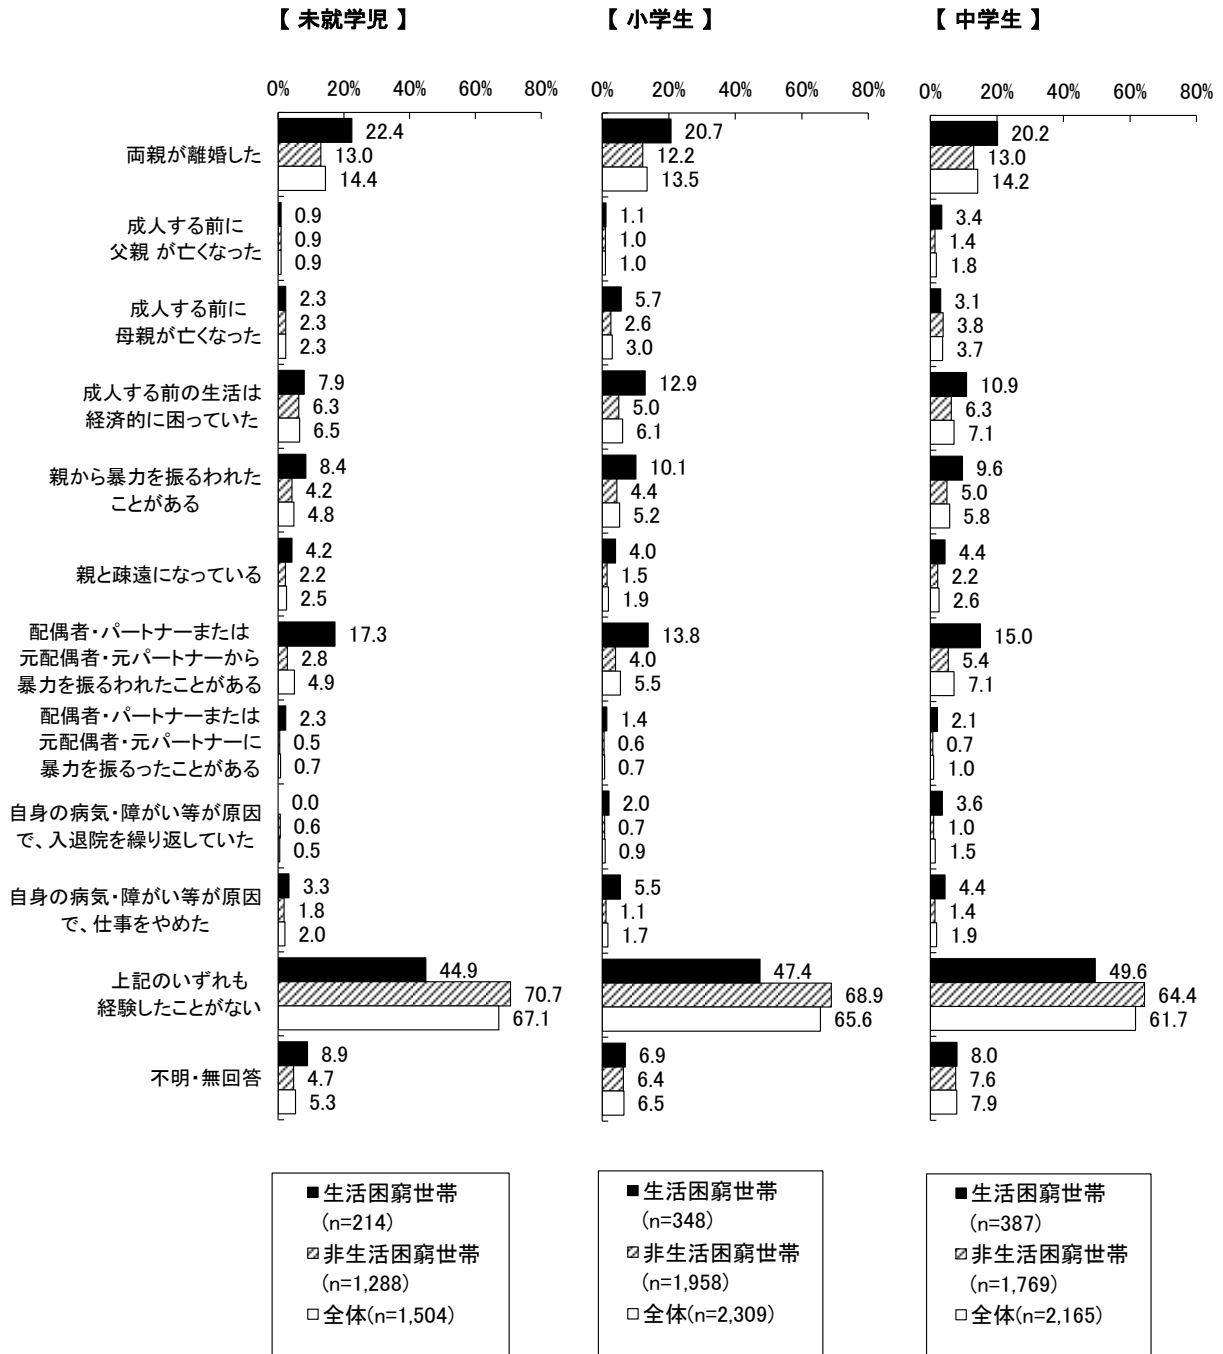 【 未就学児 】
【 小学生 】
【 中学生 】
0% 20% 40% 60% 80%
0% 20% 40% 60% 80%
0% 20% 40% 60% 80%
両親が離婚した
22.4 20.7 20.2
13.0 12.2 13.0
14.4 13.5 14.2
成人する前に
父親 が亡くなった
0.9 1.1 3.4
0.9 1.0 1.4
0.9 1.0 1.8
成人する前に
母親が亡くなった
2.3 5.7 3.1
2.3 2.6 3.8
2.3 3.0 3.7
成人する前の生活は
経済的に困っていた
7.9 12.9 10.9
6.3 5.0 6.3
6.5 6.1 7.1
親から暴力を振るわれた
ことがある
8.4 10.1 9.6
4.2 4.4 5.0
4.8 5.2 5.8
親と疎遠になっている
4.2 4.0 4.4
2.2 1.5 2.2
2.5 1.9 2.6
配偶者・パートナーまたは
元配偶者・元パートナーから
暴力を振るわれたことがある
17.3 13.8 15.0
2.8 4.0 5.4
4.9 5.5 7.1
配偶者・パートナーまたは
元配偶者・元パートナーに
暴力を振るったことがある
2.3 1.4 2.1
0.5 0.6 0.7
0.7 0.7 1.0
自身の病気・障がい等が原因
で、入退院を繰り返していた
0.0 2.0 3.6
0.6 0.7 1.0
0.5 0.9 1.5
自身の病気・障がい等が原因
で、仕事をやめた
3.3 5.5 4.4
1.8 1.1 1.4
2.0 1.7 1.9
上記のいずれも
経験したことがない
44.9 47.4 49.6
70.7 68.9 64.4
67.1 65.6 61.7
不明・無回答
8.9 6.9 8.0
4.7 6.4 7.6
5.3 6.5 7.9
生活困窮世帯
(n=214)
非生活困窮世帯
(n=1,288)
全体(n=1,504)
生活困窮世帯
(n=348)
非生活困窮世帯
(n=1,958)
全体(n=2,309)
生活困窮世帯
(n=387)
非生活困窮世帯
(n=1,769)
全体(n=2,165)